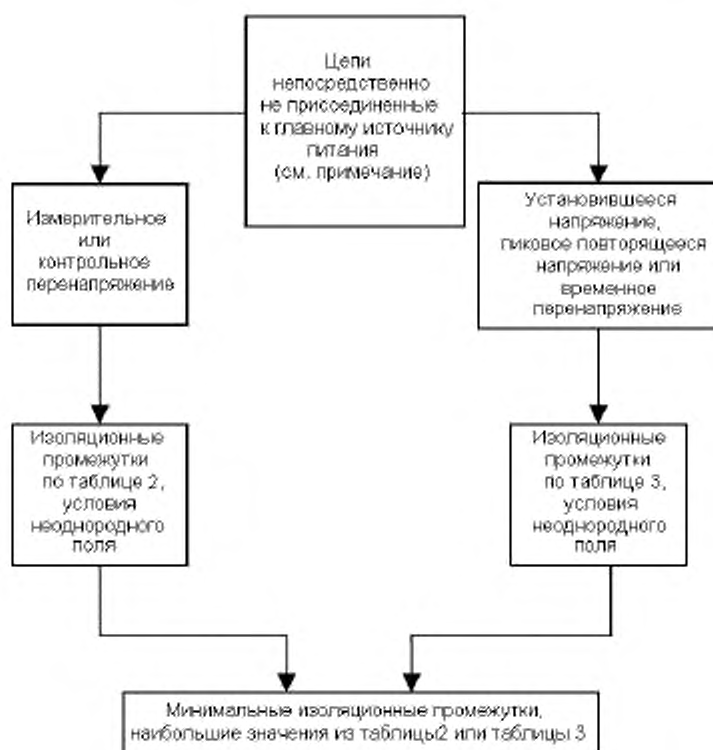 Цепи
непосредственно
не присоединенные
к главному источнику
питания
(см. примечание)
Измерительное
или
контрольное
перенапряжение
Установившееся
напряжение,
пиковое повторящееся
напряжение или
временное
перенапряжение
Изоляционные
промежутки
по таблице 2,
условия
неоднородного
поля
Изоляционные
промежутки
по таблице 3,
условия
неоднородного
поля
Минимальные изоляционные промежутки,
наибольшие значения из таблицы2 или таблицы 3